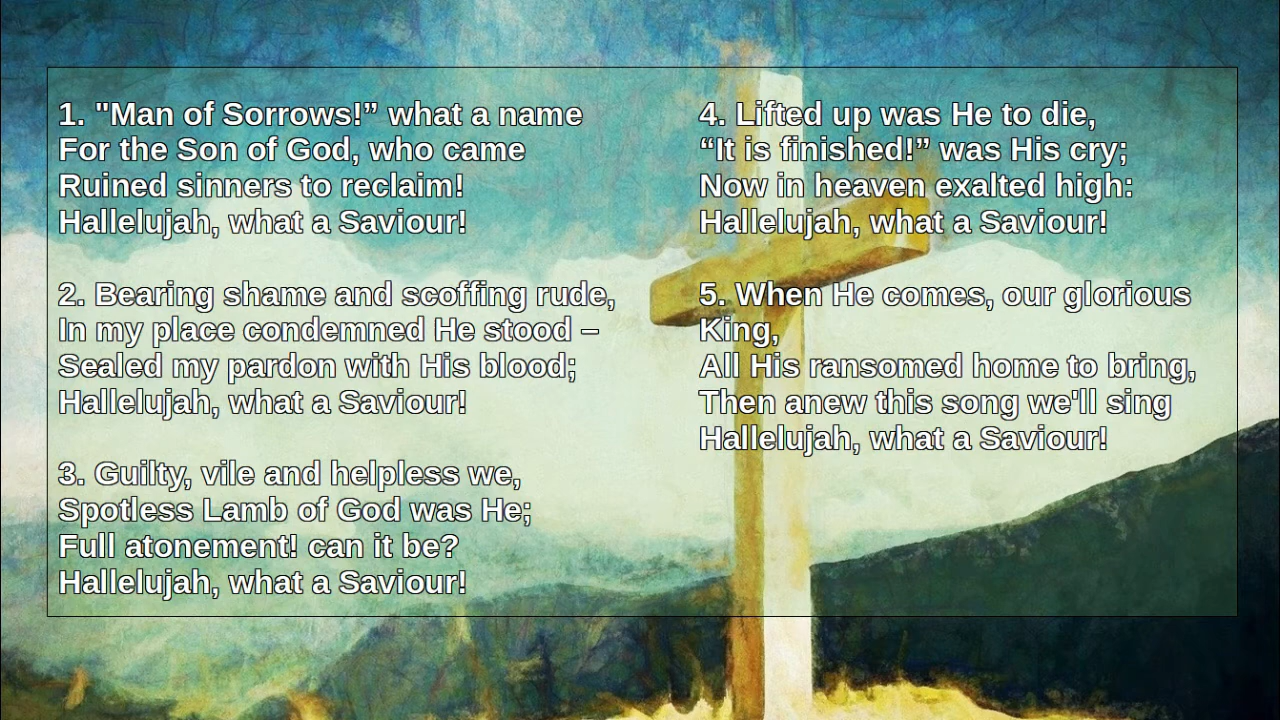 1. "Man of Sorrows!” what a name
For the Son of God, who came
Ruined sinners to reclaim!
Hallelujah, what a Saviour!
2. Bearing shame and scoffing rude,
In my place condemned He stood –
Sealed my pardon with His blood;
Hallelujah, what a Saviour!
3. Guilty, vile and helpless we,
Spotless Lamb of God was He;
Full atonement! can it be?
Hallelujah, what a Saviour!
4. Lifted up was He to die,
“It is finished!” was His cry;
Now in heaven exalted high:
Hallelujah, what a Saviour!
5. When He comes, our glorious
King,
All His ransomed home to bring,
Then anew this song we'll sing
Hallelujah, what a Saviour!